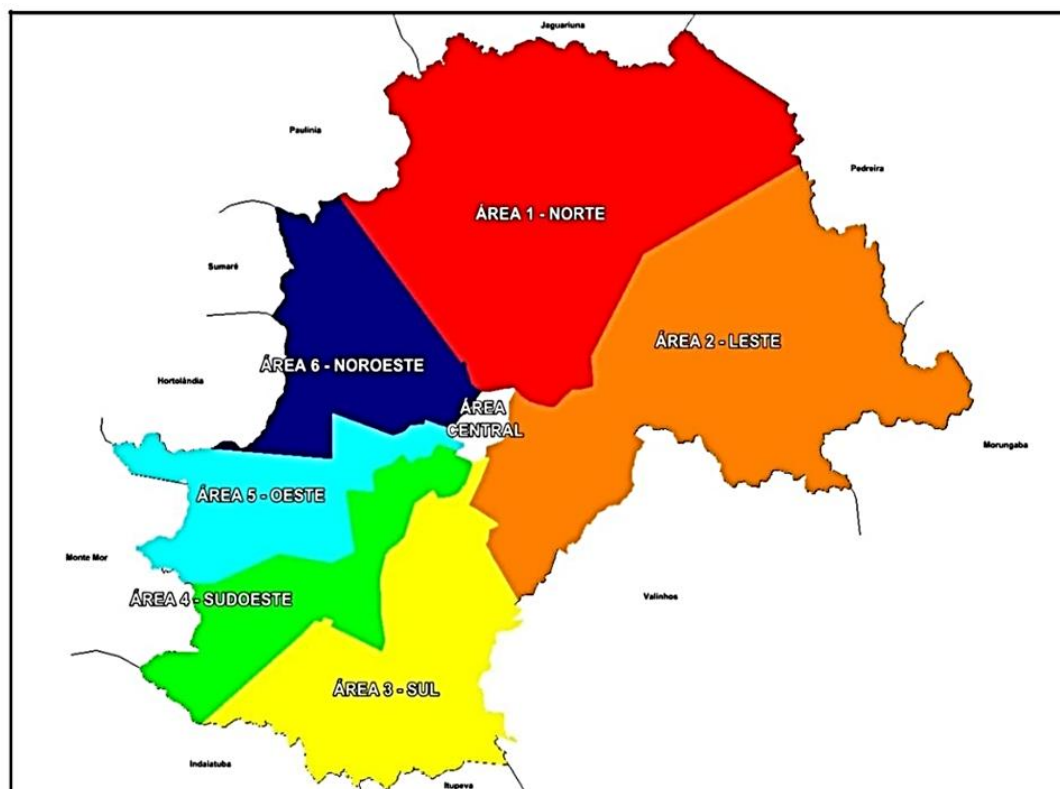 Jaguariuna
Paulínia
Pedreira
ÁREA 1 - NORTE
Sumaré
ÁREA 2 - LESTE
ÁREA 6 - NOROESTE
Hortolândia
ÁREA
CENTRAL
Morungaba
ÁREA 5 - OESTE
Monte Mor
ÁREA 4 - SUDOESTE
Valinhos
ÁREA 3 - SUL
Indaiatuba
Itupeva